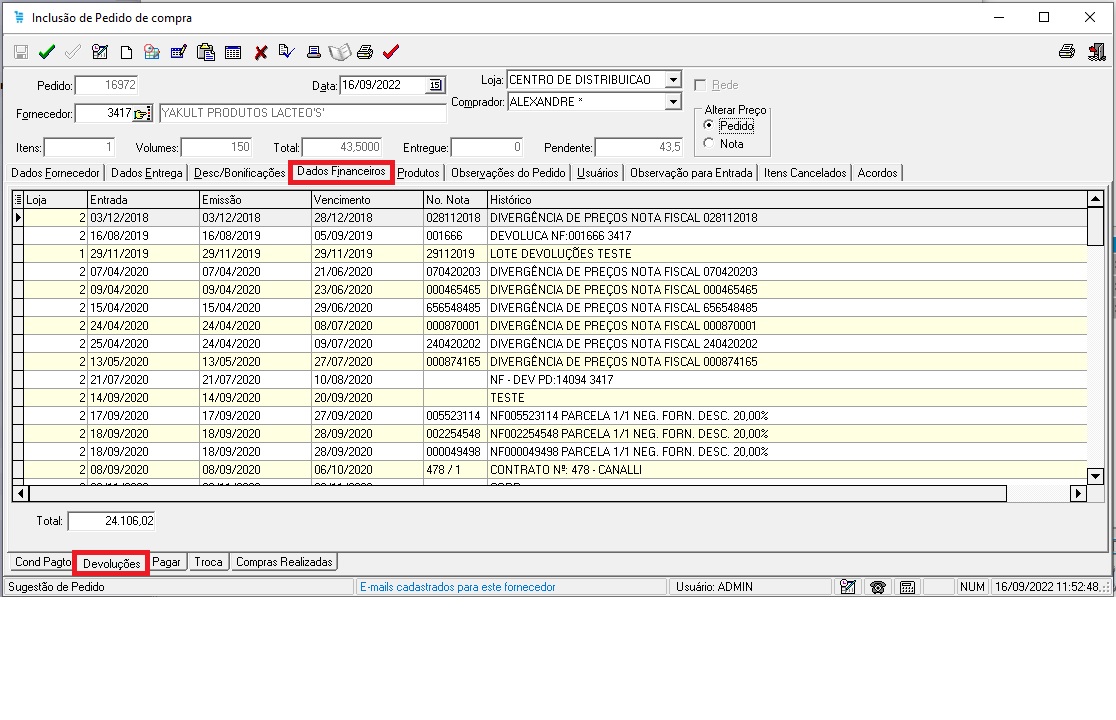 Inclusão de Pedido de compra
Pedido: 16972 Data: 16/09/2022 15 Loja: CENTRO DE DISTRIBUICAO Rede
Fornecedor: 3417 'YAKULT PRODUTOS LACTEO'S' Comprador: ALEXANDRE *
Alterar Preço
Pedido
Nota
Itens: 1 Volumes: 150 Total: 43,5000 Entregue: 0 Pendente: 43,5
Dados Fornecedor Dados Entrega Desc/Bonificações Dados Financeiros Produtos Observações do Pedido Usuários Observação para Entrada Itens Cancelados Acordos
Loja Entrada Emissão Vencimento No. Nota Histórico
2 03/12/2018 03/12/2018 28/12/2018 028112018 DIVERGÊNCIA DE PREÇOS NOTA FISCAL 028112018
2 16/08/2019 16/08/2019 05/09/2019 001666 DEVOLUCA NF:001666 3417
1 29/11/2019 29/11/2019 29/11/2019 29112019 LOTE DEVOLUÇÕES TESTE
2 07/04/2020 07/04/2020 21/06/2020 070420203 DIVERGÊNCIA DE PREÇOS NOTA FISCAL 070420203
2 09/04/2020 09/04/2020 23/06/2020 000465465 DIVERGÊNCIA DE PREÇOS NOTA FISCAL 000465465
2 15/04/2020 15/04/2020 29/06/2020 656548485 DIVERGÊNCIA DE PREÇOS NOTA FISCAL 656548485
2 24/04/2020 24/04/2020 08/07/2020 000870001 DIVERGÊNCIA DE PREÇOS NOTA FISCAL 000870001
2 25/04/2020 25/04/2020 09/07/2020 240420202 DIVERGÊNCIA DE PREÇOS NOTA FISCAL 240420202
2 13/05/2020 13/05/2020 27/07/2020 000874165 DIVERGÊNCIA DE PREÇOS NOTA FISCAL 000874165
2 21/07/2020 21/07/2020 10/08/2020 NF - DEV PD:14094 3417
2 14/09/2020 14/09/2020 20/09/2020 TESTE
2 17/09/2020 17/09/2020 27/09/2020 005523114 NF005523114 PARCELA 1/1 NEG. FORN. DESC. 20,00%
2 18/09/2020 18/09/2020 28/09/2020 002254548 NF002254548 PARCELA 1/1 NEG. FORN. DESC. 20,00%
2 18/09/2020 18/09/2020 28/09/2020 000049498 NF000049498 PARCELA 1/1 NEG. FORN. DESC. 20,00%
2 08/09/2020 08/09/2020 06/10/2020 478 / 1 CONTRATO Nº: 478 - CANALLI
Total: 24.106,02
Cond Pagto Devoluções Pagar Troca Compras Realizadas
Sugestão de Pedido E-mails cadastrados para este fornecedor Usuário: ADMIN NUM 16/09/2022 11:52:48